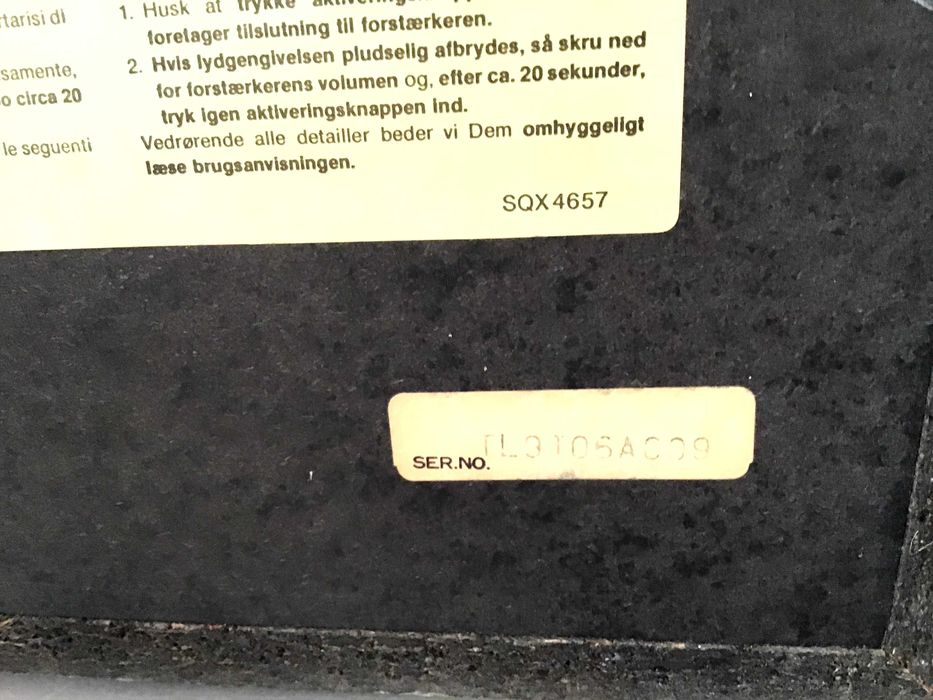 rtarisi di
samente,
o circa 20
le seguenti
1. Husk at trykke
foretager tilslutning til forstærkeren.
2. Hvis lydgengivelsen pludselig afbrydes, så skru ned
for forstærkerens volumen og, efter ca. 20 sekunder,
tryk igen aktiveringsknappen ind.
Vedrørende alle detailler beder vi Dem omhyggeligt
læse brugsanvisningen.
SQX4657
SER.NO.